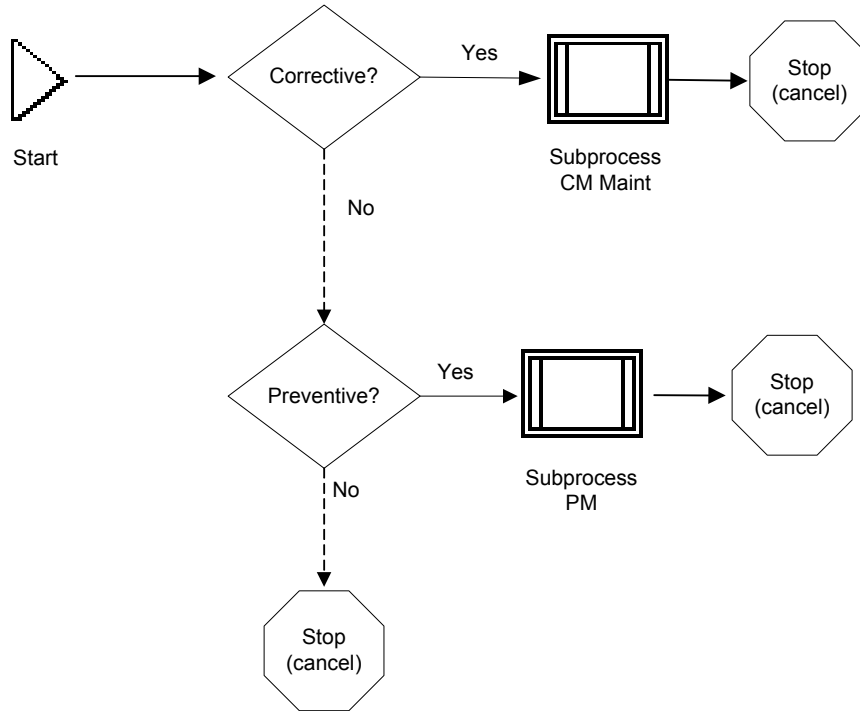 Start
Corrective?
Yes
Subprocess
CM Maint
Stop
(cancel)
No
Preventive?
Yes
Subprocess
PM
Stop
(cancel)
No
Stop
(cancel)